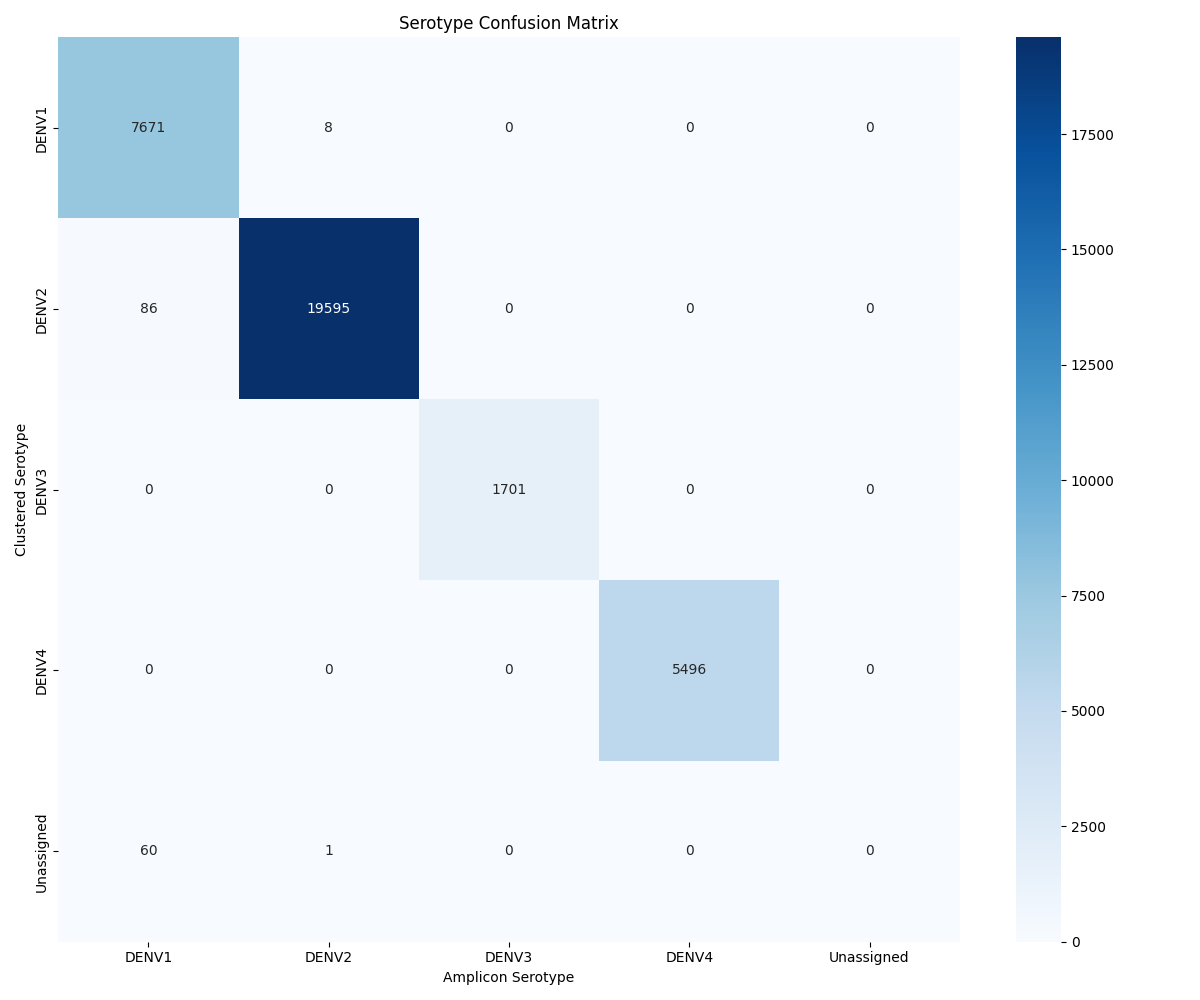 Serotype Confusion Matrix
Clustered Serotype
DENV1
7671 8 0 0 0
DENV2
86 19595 0 0 0
DENV3
0 0 1701 0 0
DENV4
0 0 0 5496 0
Unassigned
60 1 0 0 0
DENV1 DENV2 DENV3 DENV4 Unassigned
Amplicon Serotype
17500
15000
12500
10000
7500
5000
2500
0